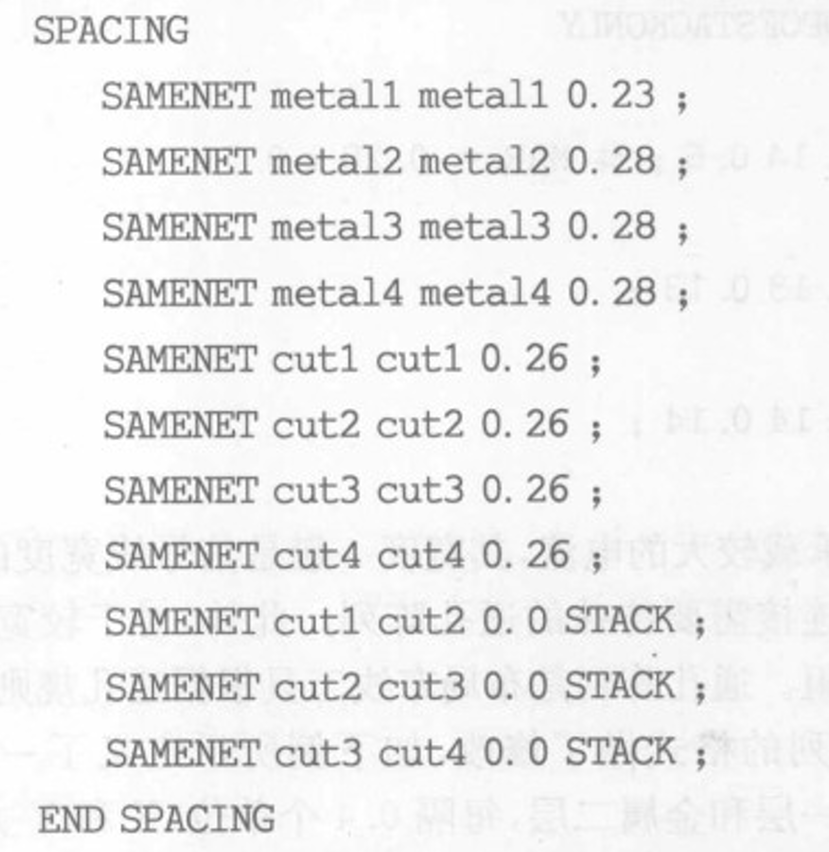 SPACING
SAMENET metal1 metal1 0.23 ;
SAMENET metal2 metal2 0.28 ;
SAMENET metal3 metal3 0.28 ;
SAMENET metal4 metal4 0.28 ;
SAMENET cut1 cut1 0.26 ;
SAMENET cut2 cut2 0.26 ;
SAMENET cut3 cut3 0.26 ;
SAMENET cut4 cut4 0.26 ;
SAMENET cut1 cut2 0.0 STACK ;
SAMENET cut2 cut3 0.0 STACK ;
SAMENET cut3 cut4 0.0 STACK ;
END SPACING